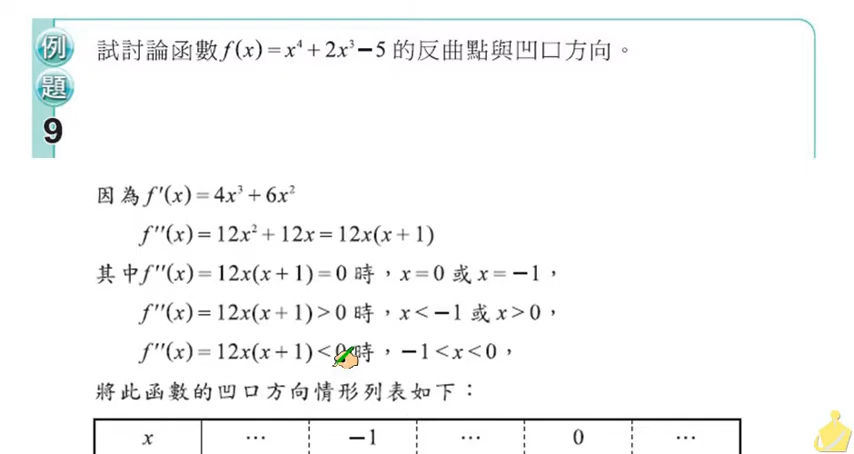 例題9
試討論函數 f(x) = x⁴ + 2x³ − 5 的反曲點與凹口方向。
因為 f′(x) = 4x³ + 6x²
f′′(x) = 12x² + 12x = 12x(x + 1)
其中 f′′(x) = 12x(x + 1) = 0 時，x = 0 或 x = −1，
f′′(x) = 12x(x + 1) > 0 時，x < −1 或 x > 0，
f′′(x) = 12x(x + 1) < 0 時，−1 < x < 0，
將此函數的凹口方向情形列表如下：
x … −1 … 0 …